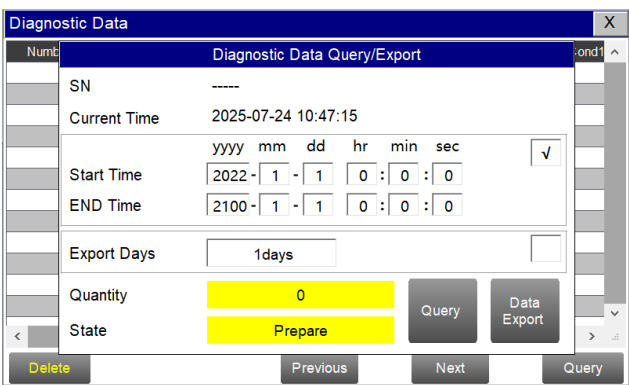 Diagnostic Data X
Numb ond1
Diagnostic Data Query/Export
SN -----
Current Time 2025-07-24 10:47:15
yyyy mm dd hr min sec √
Start Time 2022 - 1 - 1 0 : 0 : 0
END Time 2100 - 1 - 1 0 : 0 : 0
Export Days 1days
Quantity 0
State Prepare
Query
Data
Export
Delete Previous Next Query